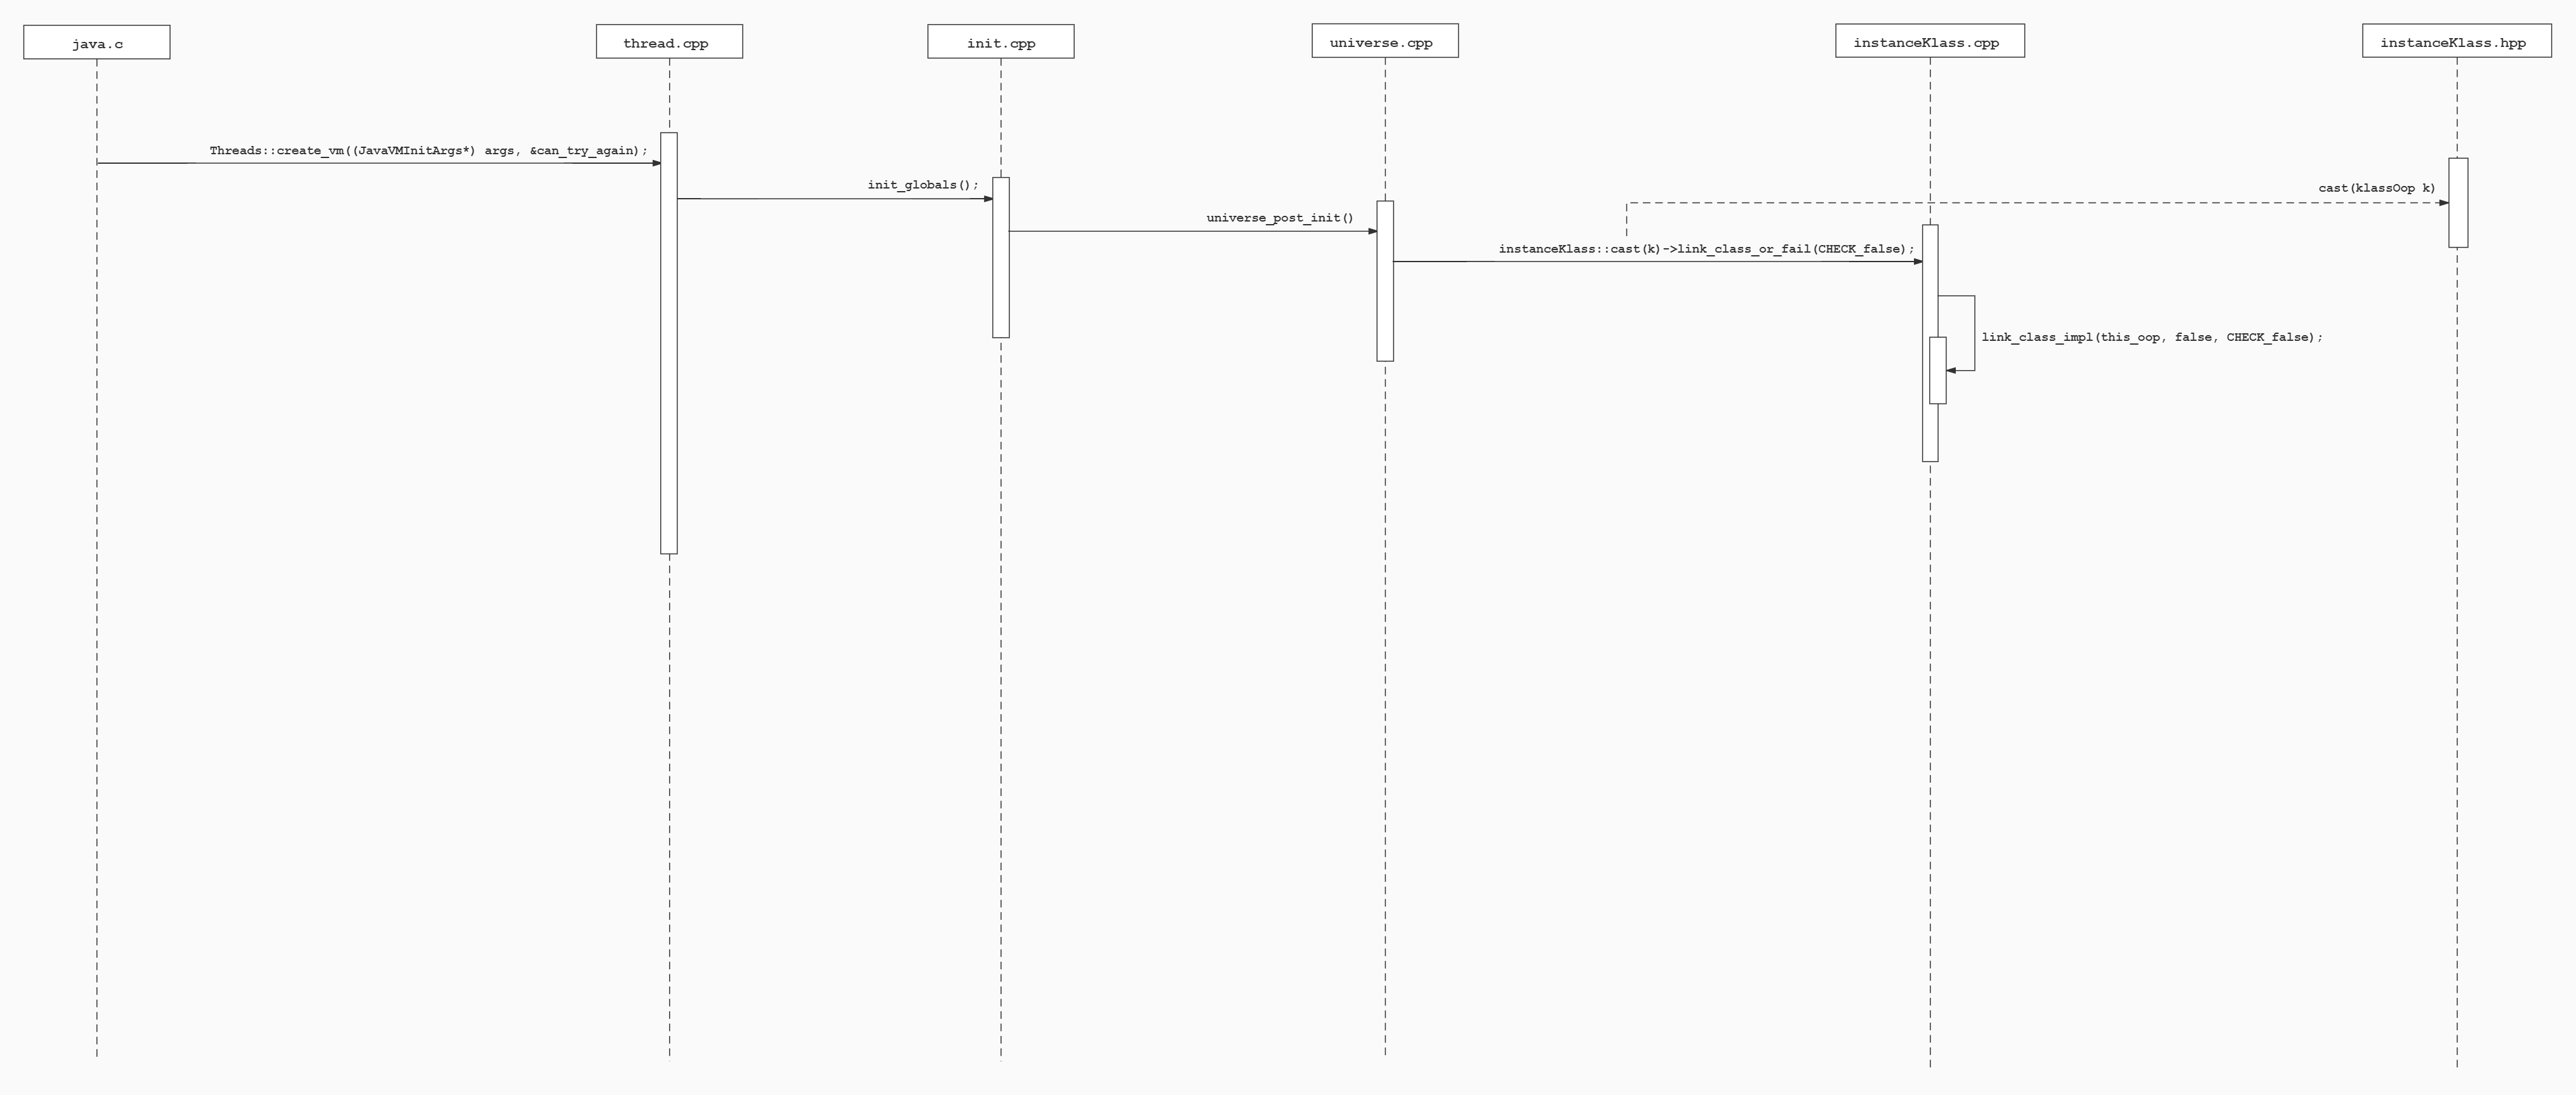 java.c
thread.cpp
init.cpp
universe.cpp
instanceKlass.cpp
instanceKlass.hpp
Threads::create_vm((JavaVMInitArgs*) args, &can_try_again);
init_globals();
cast(klassOop k)
universe_post_init()
instanceKlass::cast(k)->link_class_or_fail(CHECK_false);
link_class_impl(this_oop, false, CHECK_false);